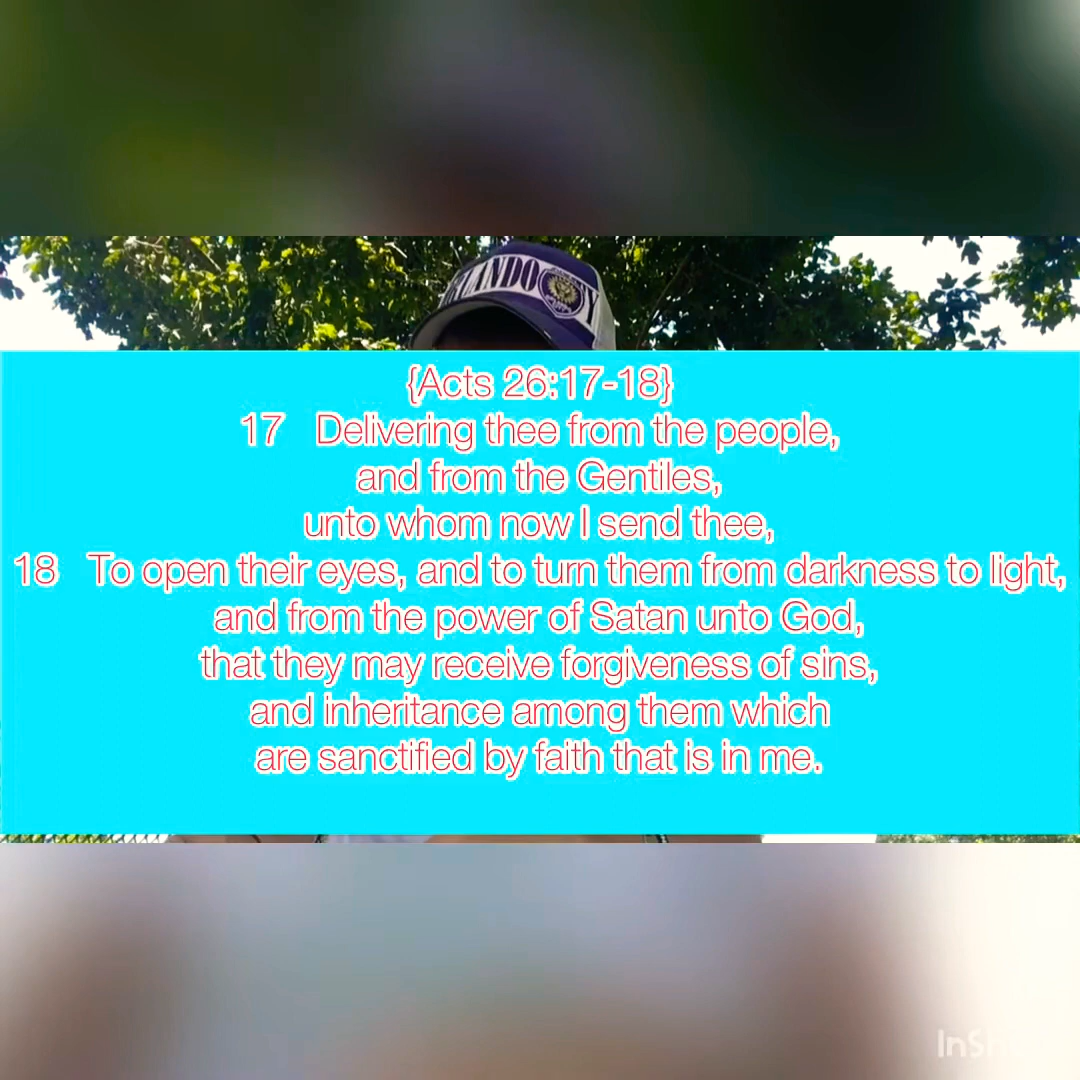 {Acts 26:17-18}
17 Delivering thee from the people,
and from the Gentiles,
unto whom now I send thee,
18 To open their eyes, and to turn them from darkness to light,
and from the power of Satan unto God,
that they may receive forgiveness of sins,
and inheritance among them which
are sanctified by faith that is in me.